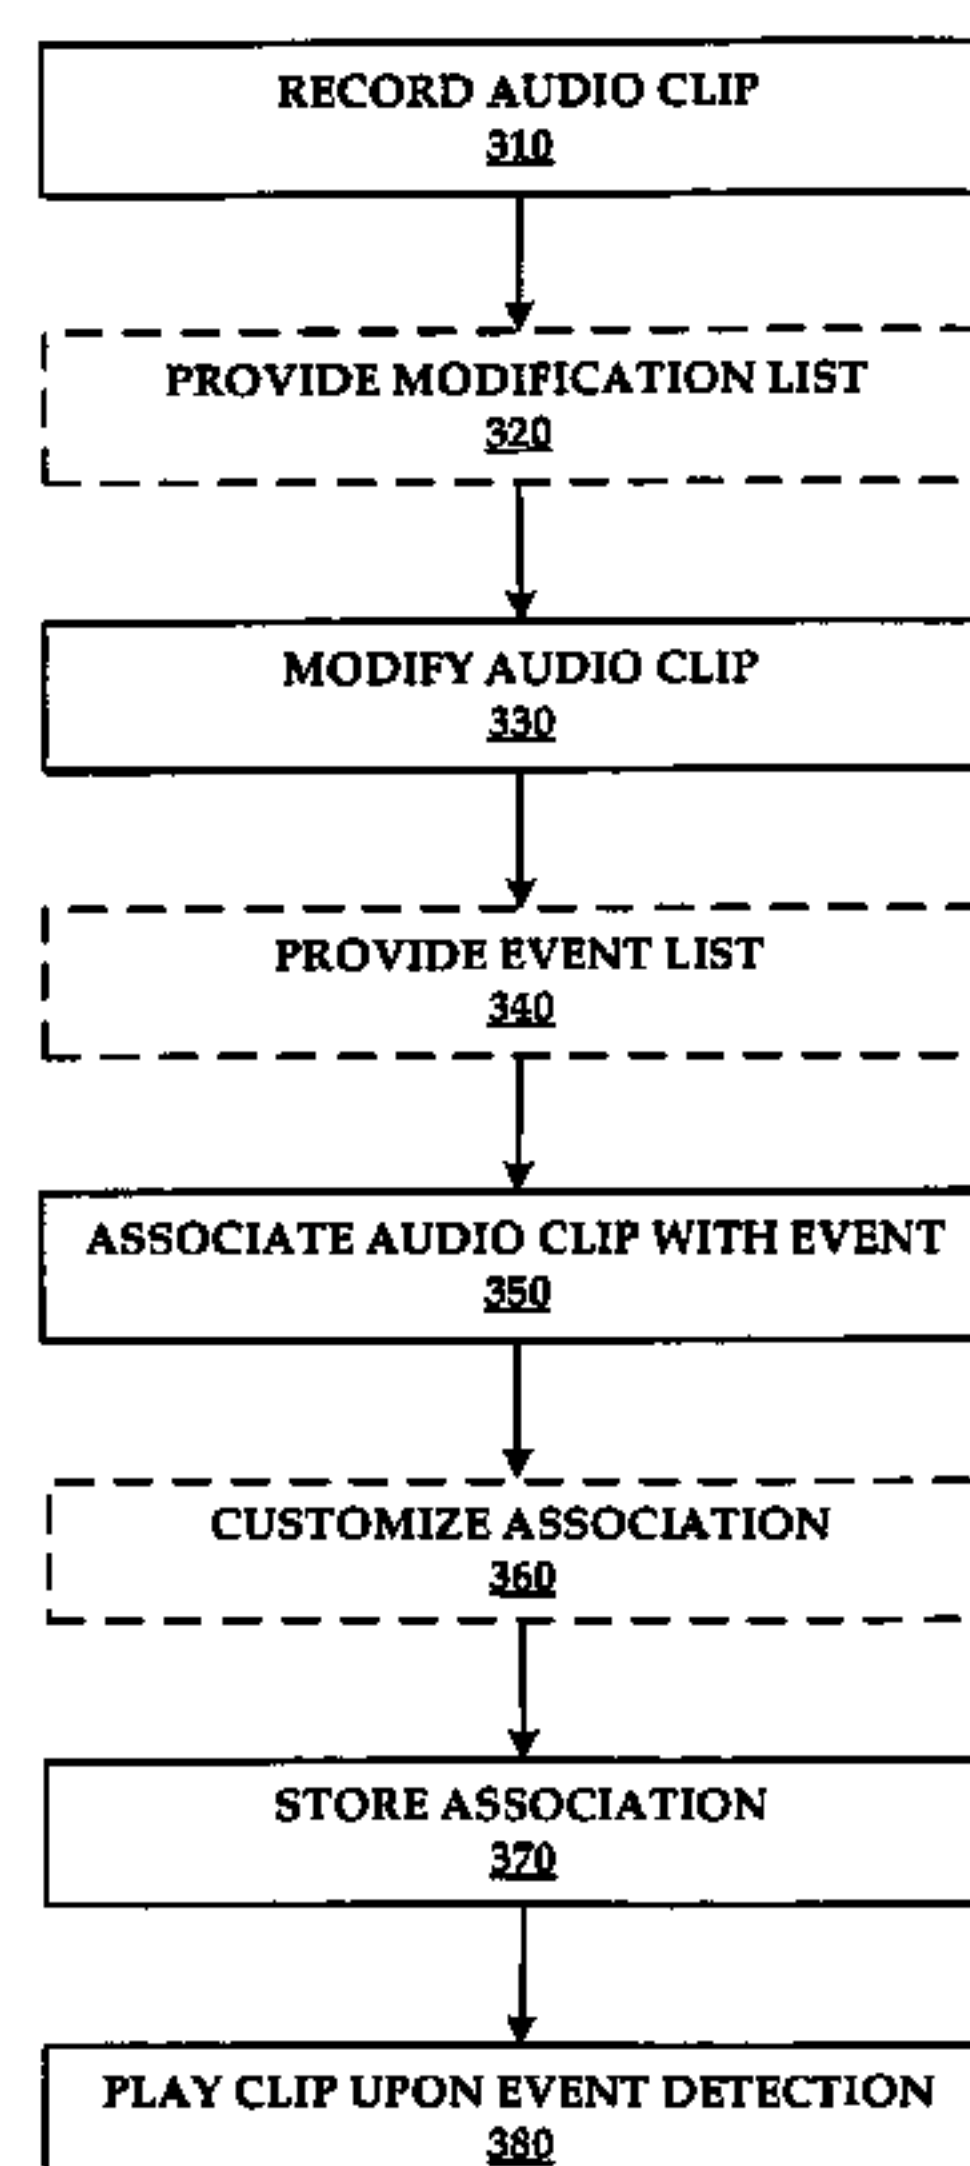 RECORD AUDIO CLIP
310
PROVIDE MODIFICATION LIST
320
MODIFY AUDIO CLIP
330
PROVIDE EVENT LIST
340
ASSOCIATE AUDIO CLIP WITH EVENT
350
CUSTOMIZE ASSOCIATION
360
STORE ASSOCIATION
370
PLAY CLIP UPON EVENT DETECTION
380